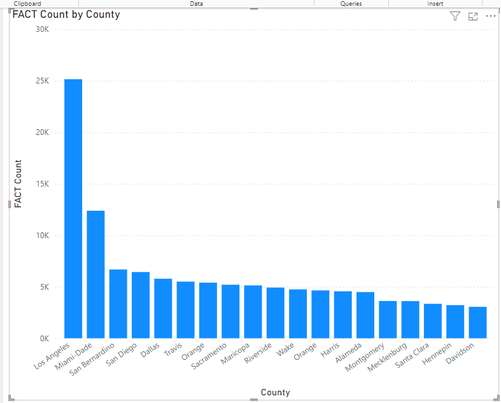 Clipboard Data Queries Insert
FACT Count by County
30K
25K
20K
15K
10K
5K
0K
FACT Count
Los Angeles
Miami-Dade
San Bernardino
San Diego
Dallas
Travis
Orange
Sacramento
Maricopa
Riverside
Wake
Orange
Harris
Alameda
Montgomery
Mecklenburg
Santa Clara
Hennepin
Davidson
County